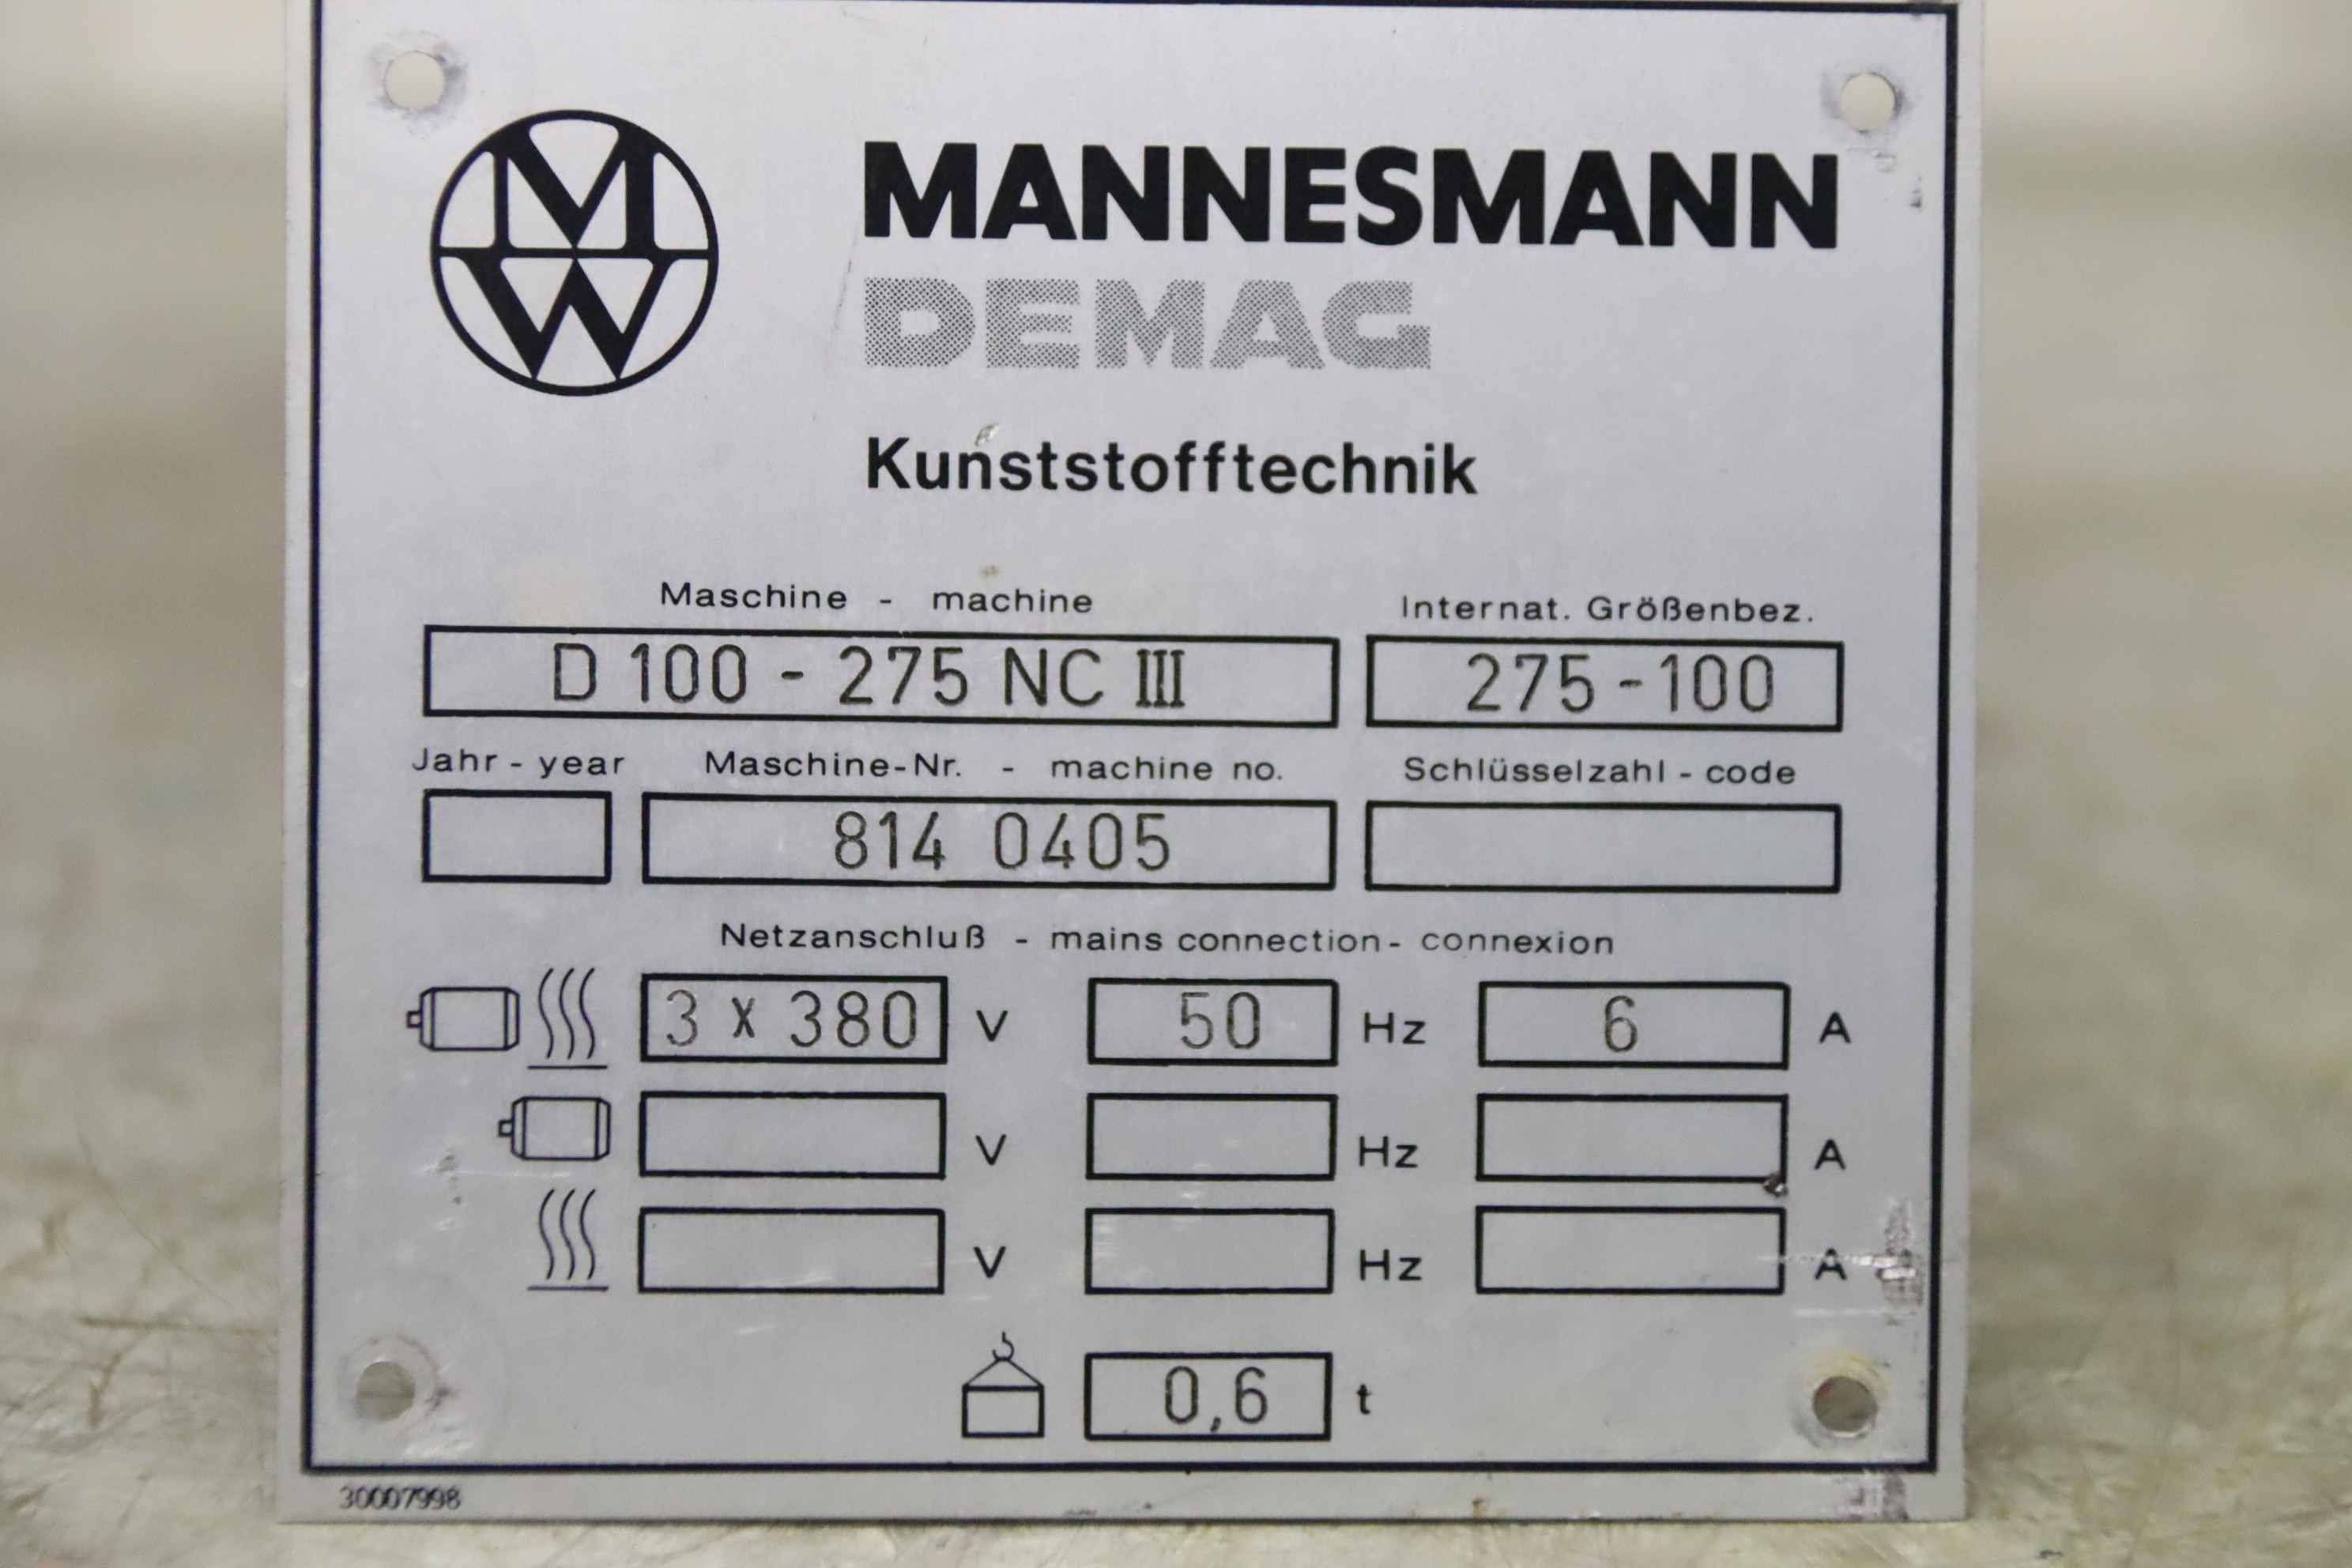 MW
MANNESMANN
DEMAG
Kunststofftechnik
Maschine - machine
Internat. Größenbez.
D 100 - 275 NC III
275 - 100
Jahr - year
Maschine-Nr. - machine no.
Schlüsselzahl - code
814 0405
Netzanschluß - mains connection - connexion
3 x 380 V 50 Hz 6 A
V Hz A
V Hz A
0,6 t
30007998